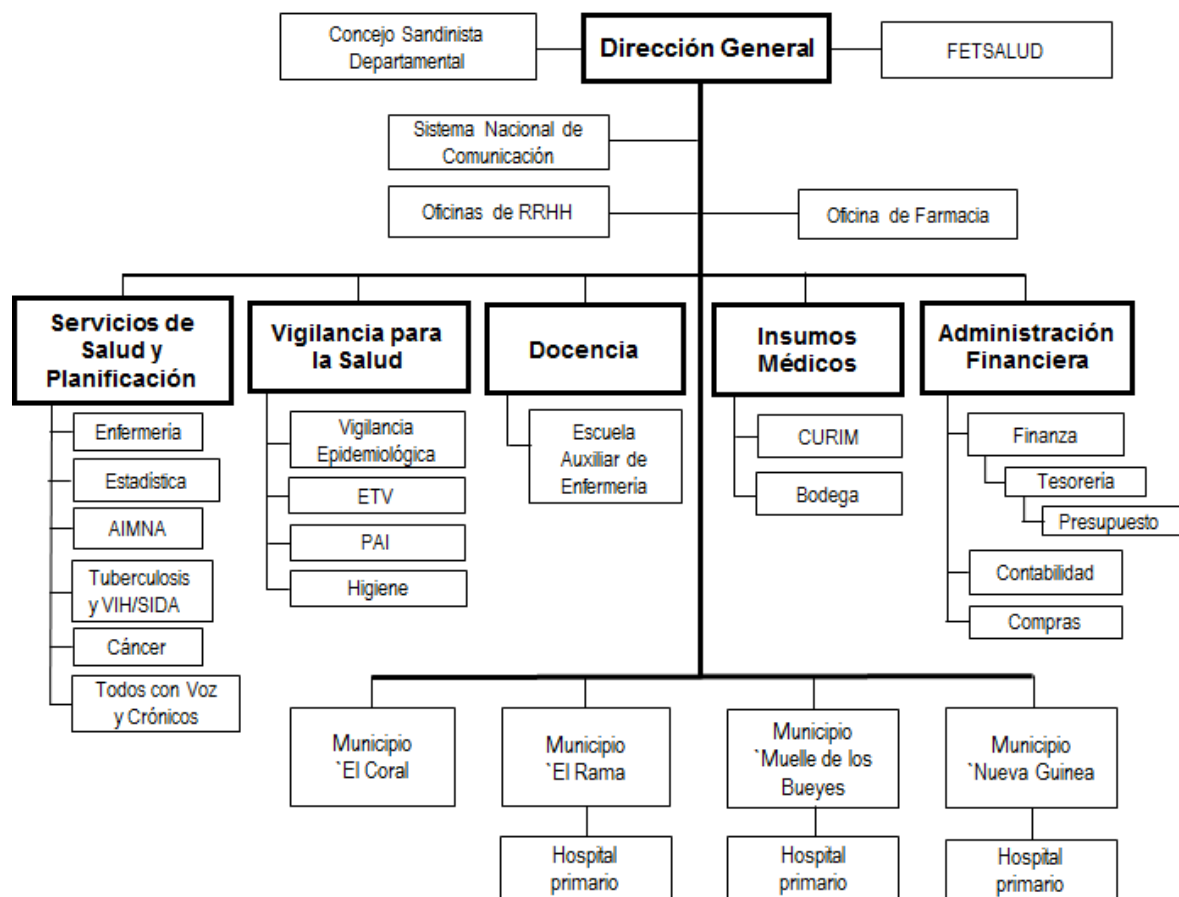 Concejo Sandinista
Departamental
Dirección General
FETSALUD
Sistema Nacional de
Comunicación
Oficinas de RRHH
Oficina de Farmacia
Servicios de
Salud y
Planificación
Vigilancia para
la Salud
Docencia
Insumos
Médicos
Administración
Financiera
Enfermería
Estadística
AIMNA
Tuberculosis
y VIH/SIDA
Cáncer
Todos con Voz
y Crónicos
Vigilancia
Epidemiológica
ETV
PAI
Higiene
Escuela
Auxiliar de
Enfermería
CURIM
Bodega
Finanza
Tesorería
Presupuesto
Contabilidad
Compras
Municipio
`El Coral
Municipio
`El Rama
Municipio
`Muelle de los
Bueyes
Municipio
`Nueva Guinea
Hospital
primario
Hospital
primario
Hospital
primario